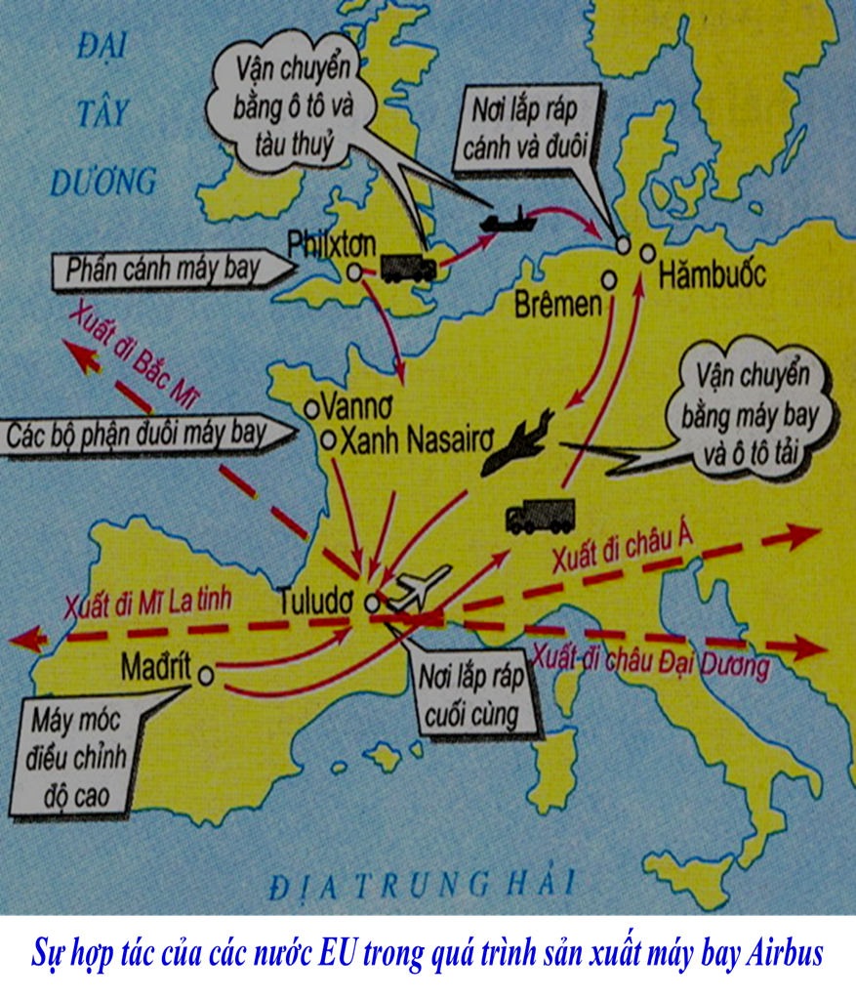 ĐẠI
TÂY
DƯƠNG
Vận chuyển
bằng ô tô và
tàu thuỷ
Nơi lắp ráp
cánh và đuôi
Philxtơn
Phần cánh máy bay
Hămbuốc
Brêmen
Xuất đi Bắc Mĩ
Vận chuyển
bằng máy bay
và ô tô tải
Vannơ
Các bộ phận đuôi máy bay
Xanh Nasairơ
Xuất đi châu Á
Xuất đi Mĩ La tinh
Tuludơ
Xuất đi châu Đại Dương
Mađrít
Nơi lắp ráp
cuối cùng
Máy móc
điều chỉnh
độ cao
ĐỊA TRUNG HẢI
Sự hợp tác của các nước EU trong quá trình sản xuất máy bay Airbus